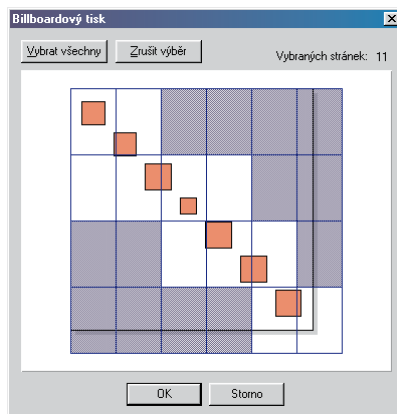 Billboardový tisk
Vybrat všechny
Zrušit výběr
Vybraných stránek: 11
OK
Storno